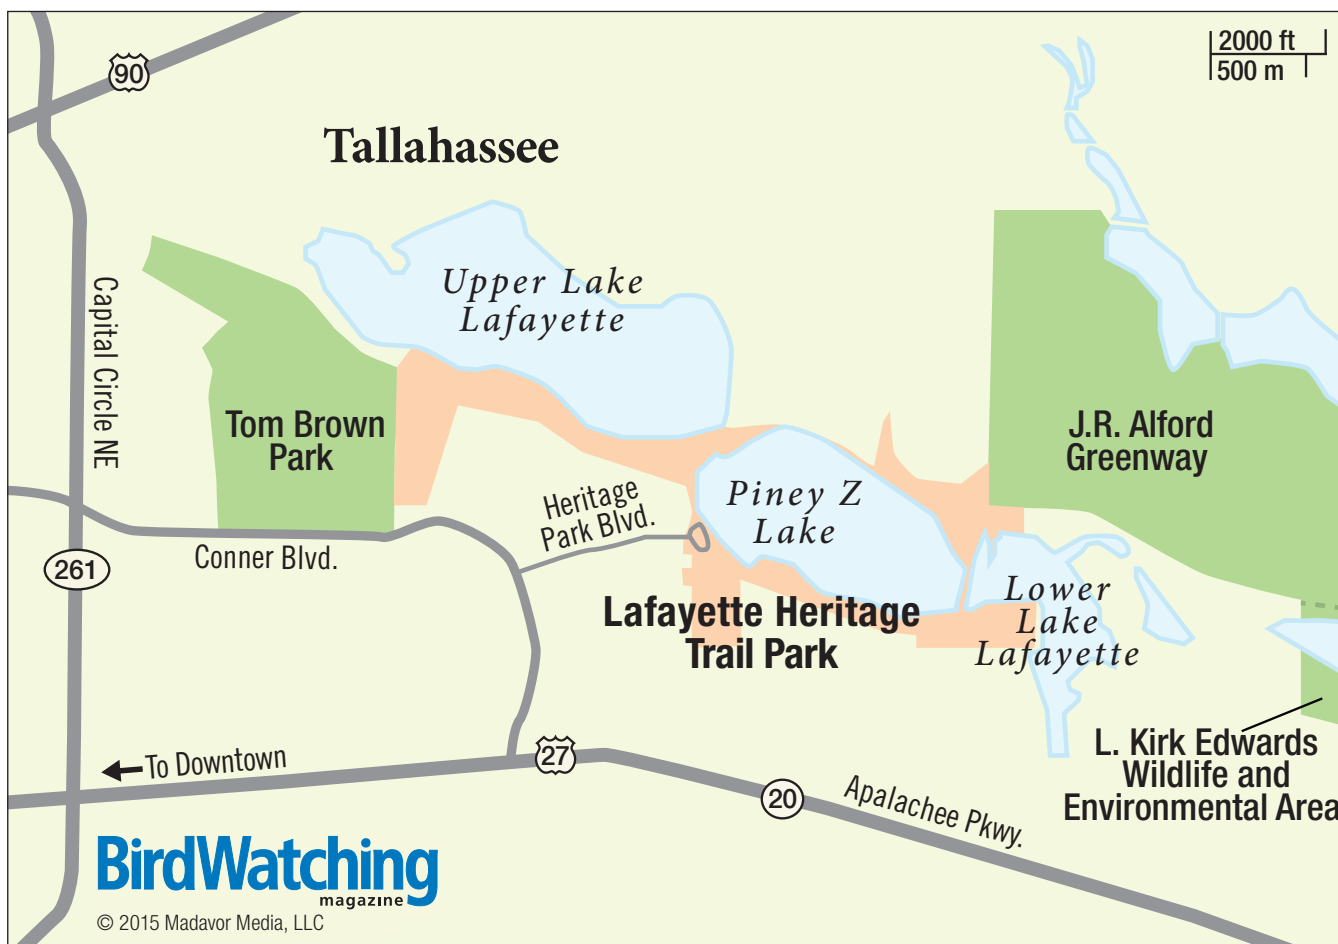 2000 ft
500 m
90
Tallahassee
Upper Lake
Lafayette
Capital Circle NE
Tom Brown
Park
J.R. Alford
Greenway
Heritage
Park Blvd.
Piney Z
Lake
Conner Blvd.
261
Lafayette Heritage
Trail Park
Lower
Lake
Lafayette
To Downtown
27
20
Apalachee Pkwy.
L. Kirk Edwards
Wildlife and
Environmental Area
BirdWatching
magazine
© 2015 Madavor Media, LLC